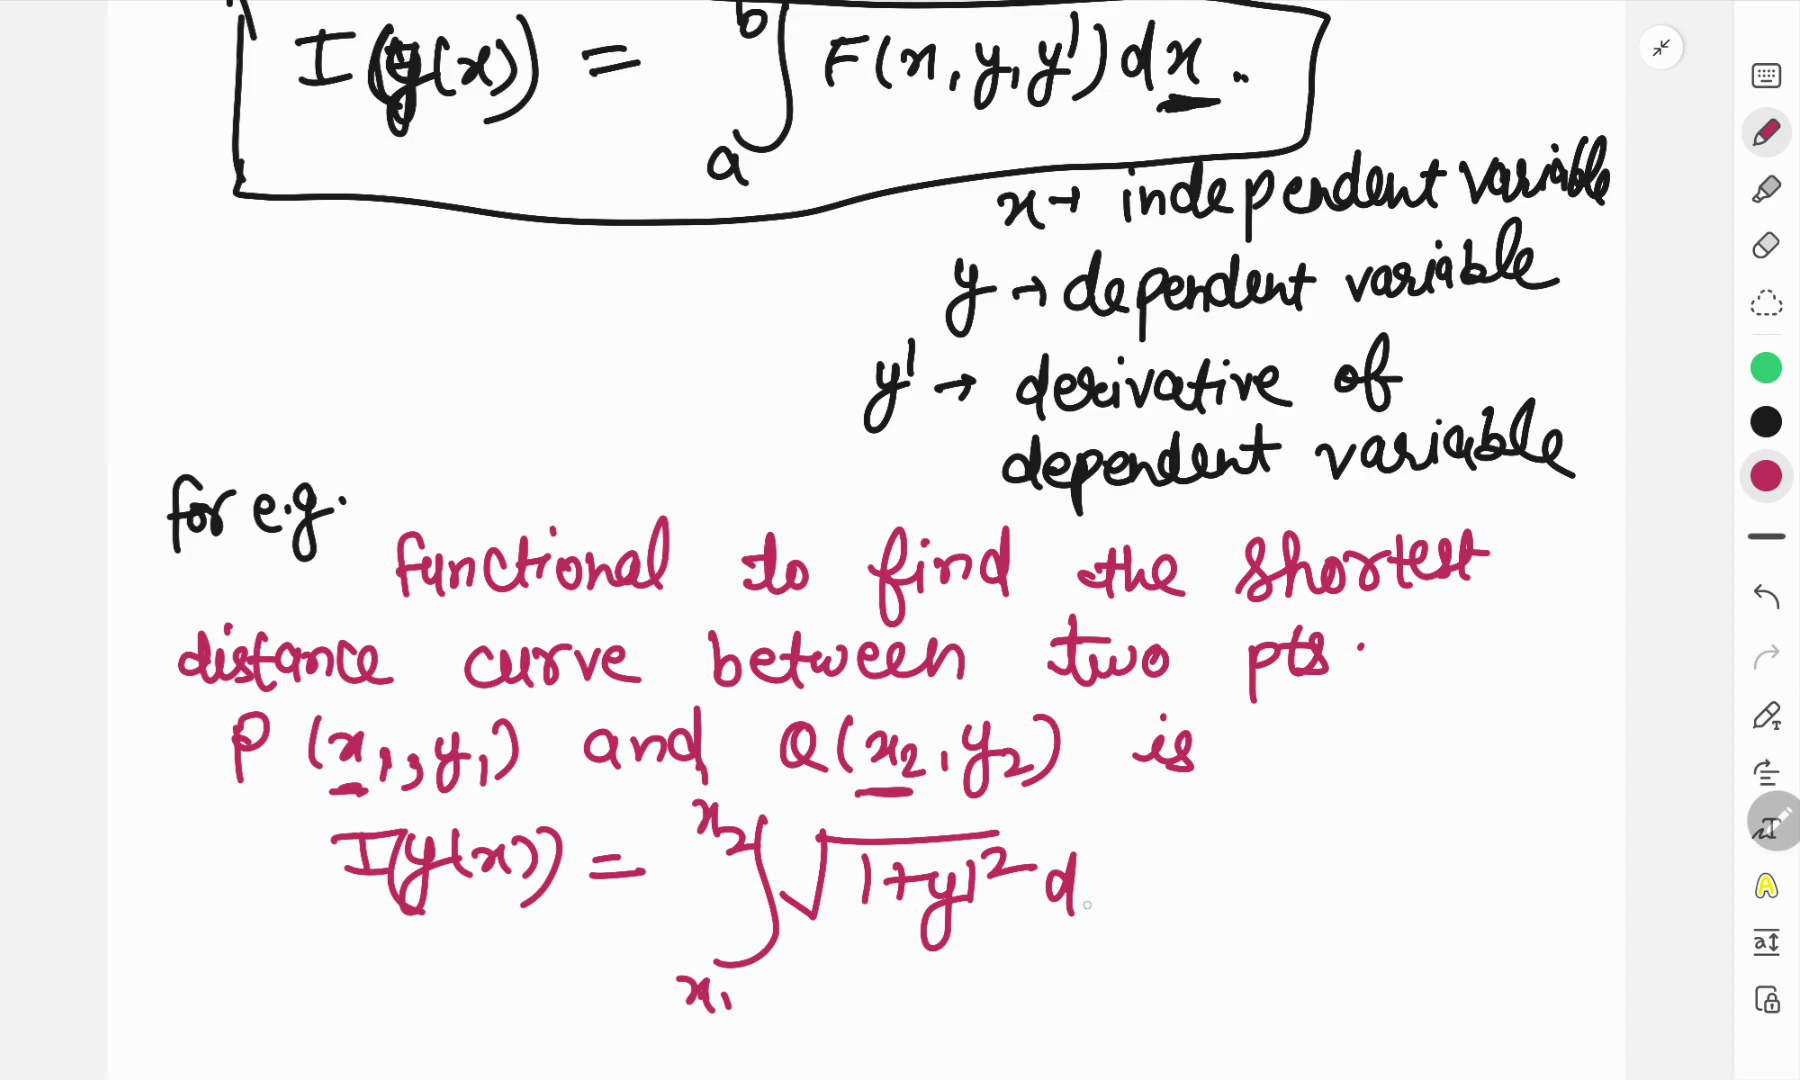 I(y(x)) = ∫_a^b F(x, y, y') dx.
x → independent variable
y → dependent variable
y' → derivative of
dependent variable
for e.g.
functional to find the shortest
distance curve between two pts.
P (x₁, y₁) and Q(x₂, y₂) is
I(y(x)) = ∫_{x₁}^{x₂} √(1+y'²) d